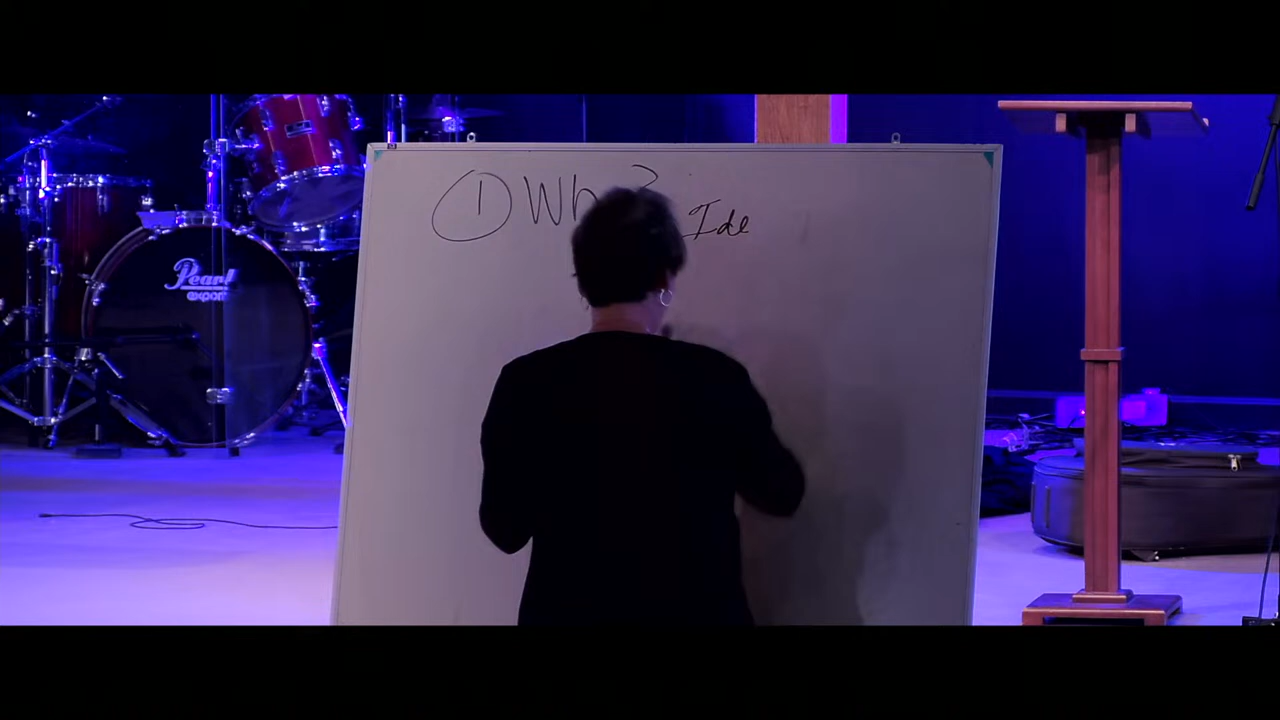 ① Wh ?
Ide
Pearl
export